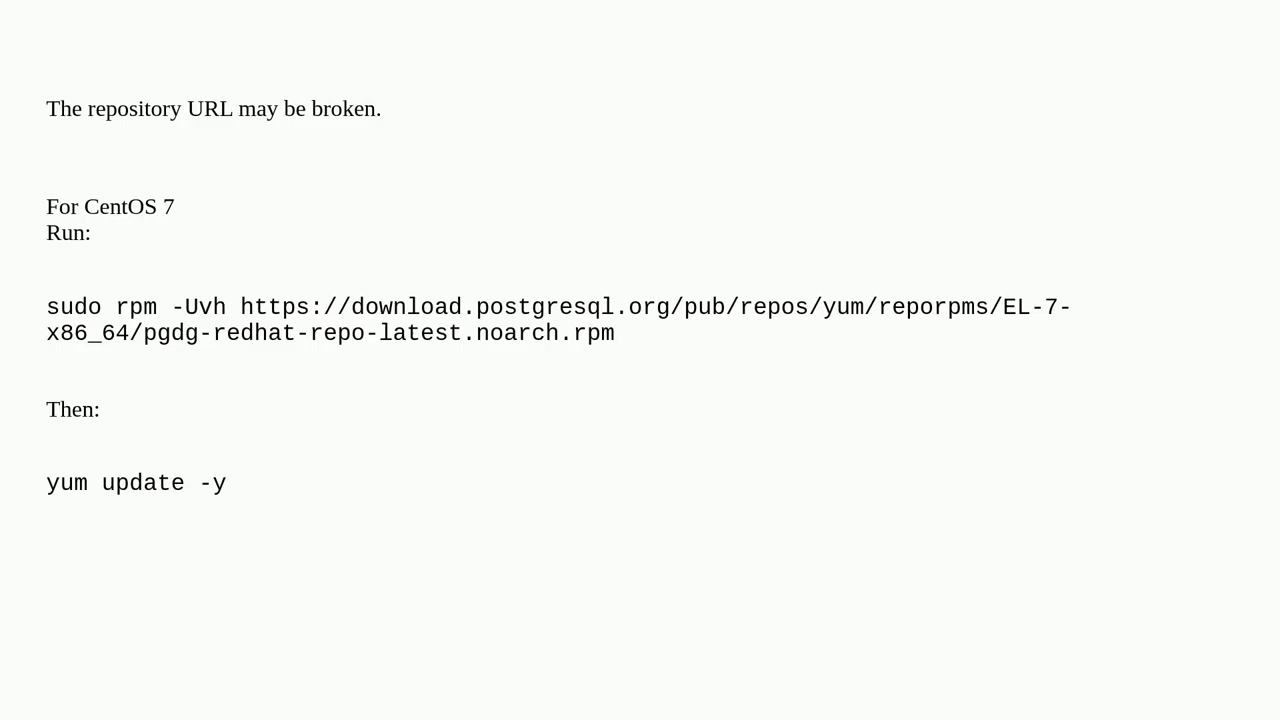 The repository URL may be broken.
For CentOS 7
Run:
sudo rpm -Uvh https://download.postgresql.org/pub/repos/yum/reporpms/EL-7-
x86_64/pgdg-redhat-repo-latest.noarch.rpm
Then:
yum update -y